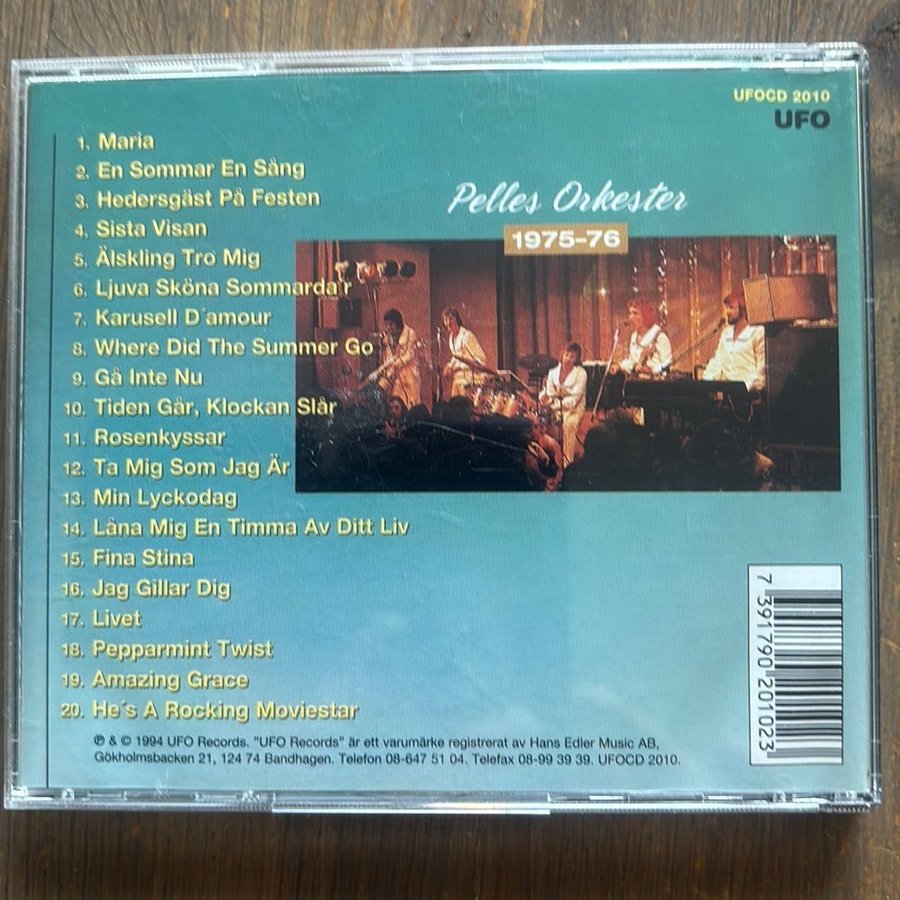 UFOCD 2010
UFO
Pelles Orkester
1975-76
1. Maria
2. En Sommar En Sång
3. Hedersgäst På Festen
4. Sista Visan
5. Älskling Tro Mig
6. Ljuva Sköna Sommarda'r
7. Karusell D´amour
8. Where Did The Summer Go
9. Gå Inte Nu
10. Tiden Går, Klockan Slår
11. Rosenkyssar
12. Ta Mig Som Jag Är
13. Min Lyckodag
14. Låna Mig En Timma Av Ditt Liv
15. Fina Stina
16. Jag Gillar Dig
17. Livet
18. Pepparmint Twist
19. Amazing Grace
20. He´s A Rocking Moviestar
℗ & © 1994 UFO Records. "UFO Records" är ett varumärke registrerat av Hans Edler Music AB,
Gökholmsbacken 21, 124 74 Bandhagen. Telefon 08-647 51 04. Telefax 08-99 39 39. UFOCD 2010.
7 391790 201023